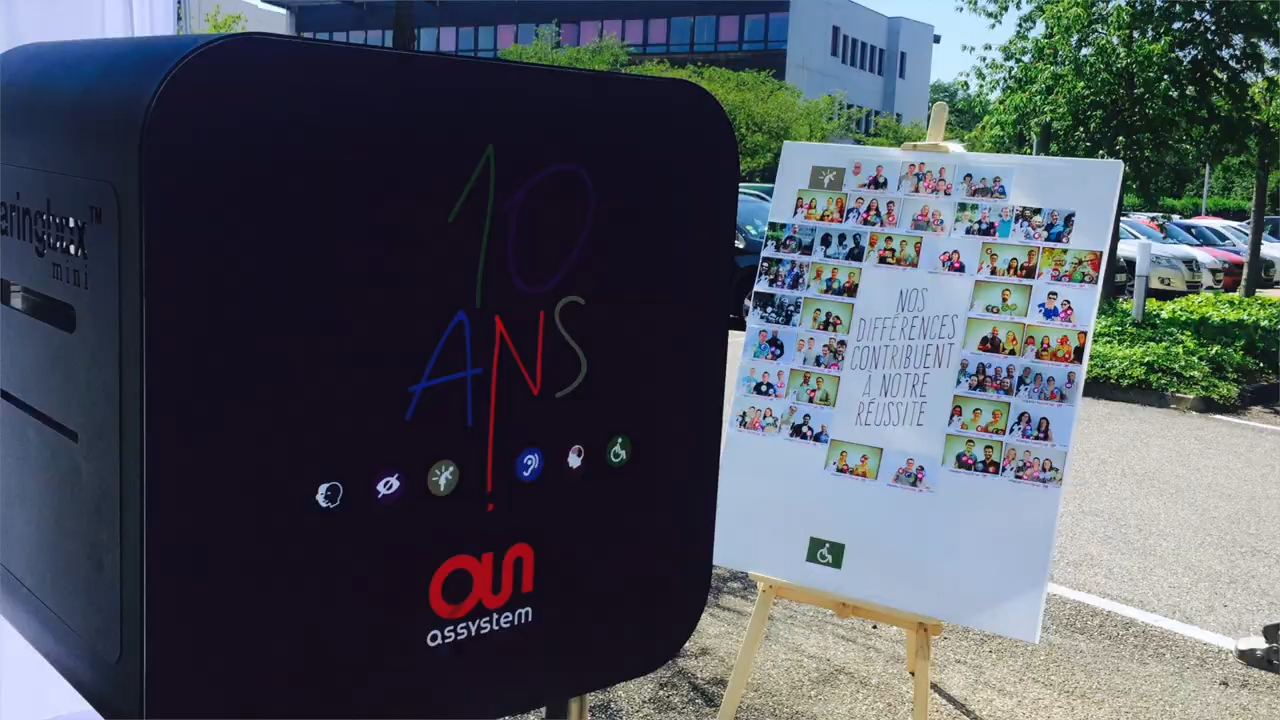 aringbox™
mini
10
ANS
!
assystem
NOS
DIFFÉRENCES
CONTRIBUENT
À NOTRE
RÉUSSITE